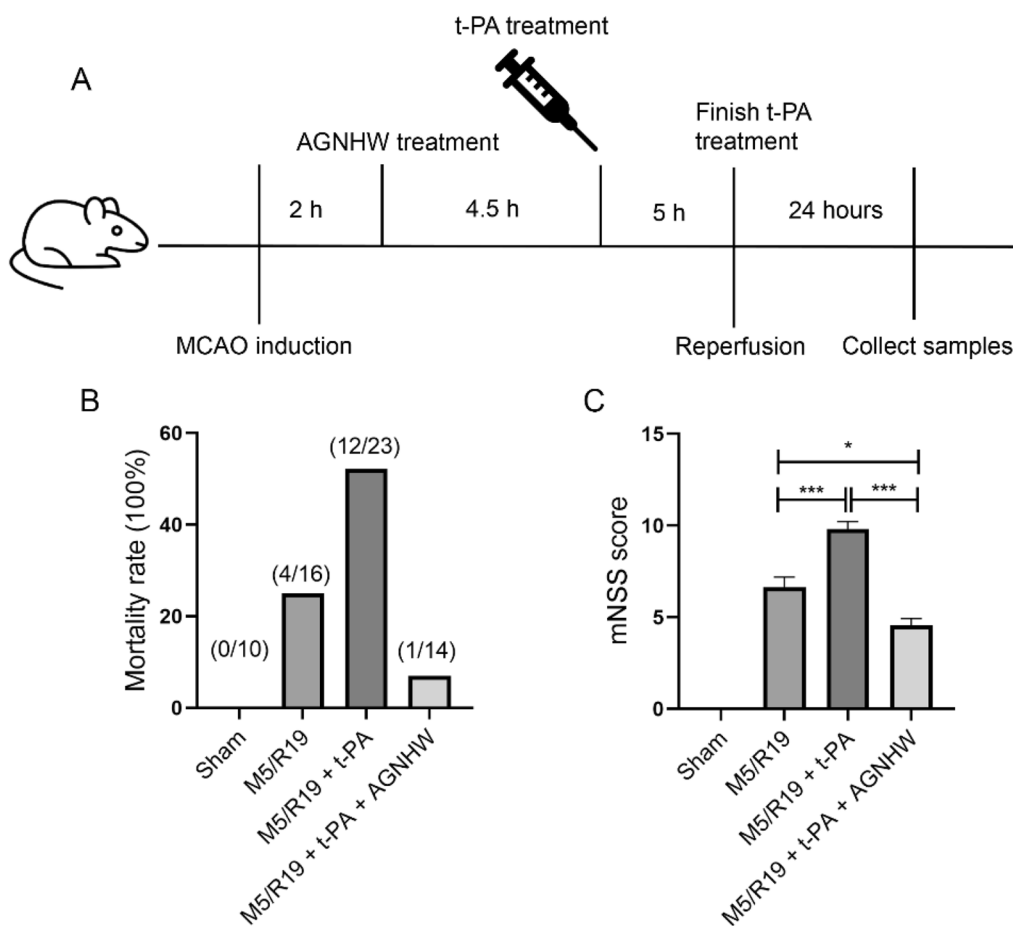 t-PA treatment
A
AGNHW treatment
Finish t-PA
treatment
2 h
4.5 h
5 h
24 hours
MCAO induction
Reperfusion
Collect samples
B
Mortality rate (100%)
60
40
20
0
(0/10)
(4/16)
(12/23)
(1/14)
Sham
M5/R19
M5/R19 + t-PA
M5/R19 + t-PA + AGNHW
C
mNSS score
15
10
5
0
*
***
***
Sham
M5/R19
M5/R19 + t-PA
M5/R19 + t-PA + AGNHW